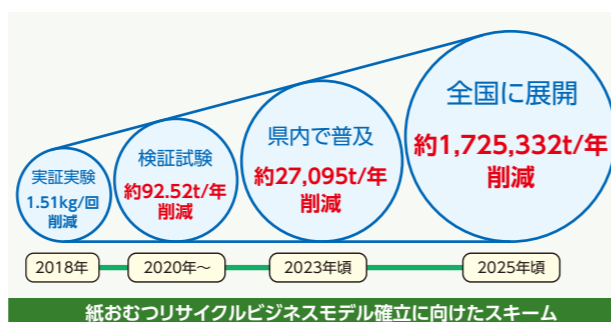 実証実験
1.51kg/回
削減
検証試験
約92.52t/年
削減
県内で普及
約27,095t/年
削減
全国に展開
約1,725,332t/年
削減
2018年
2020年～
2023年頃
2025年頃
紙おむつリサイクルビジネスモデル確立に向けたスキーム